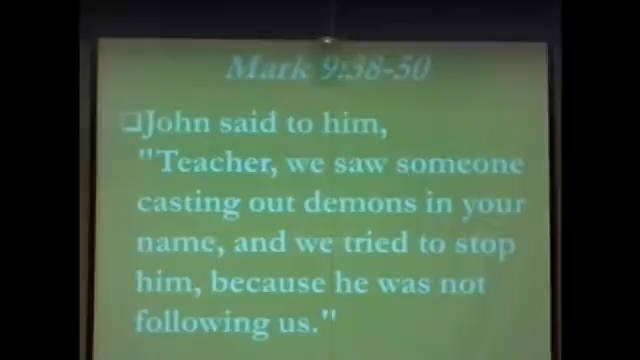 Mark 9:38-50
❑John said to him,
"Teacher, we saw someone
casting out demons in your
name, and we tried to stop
him, because he was not
following us."